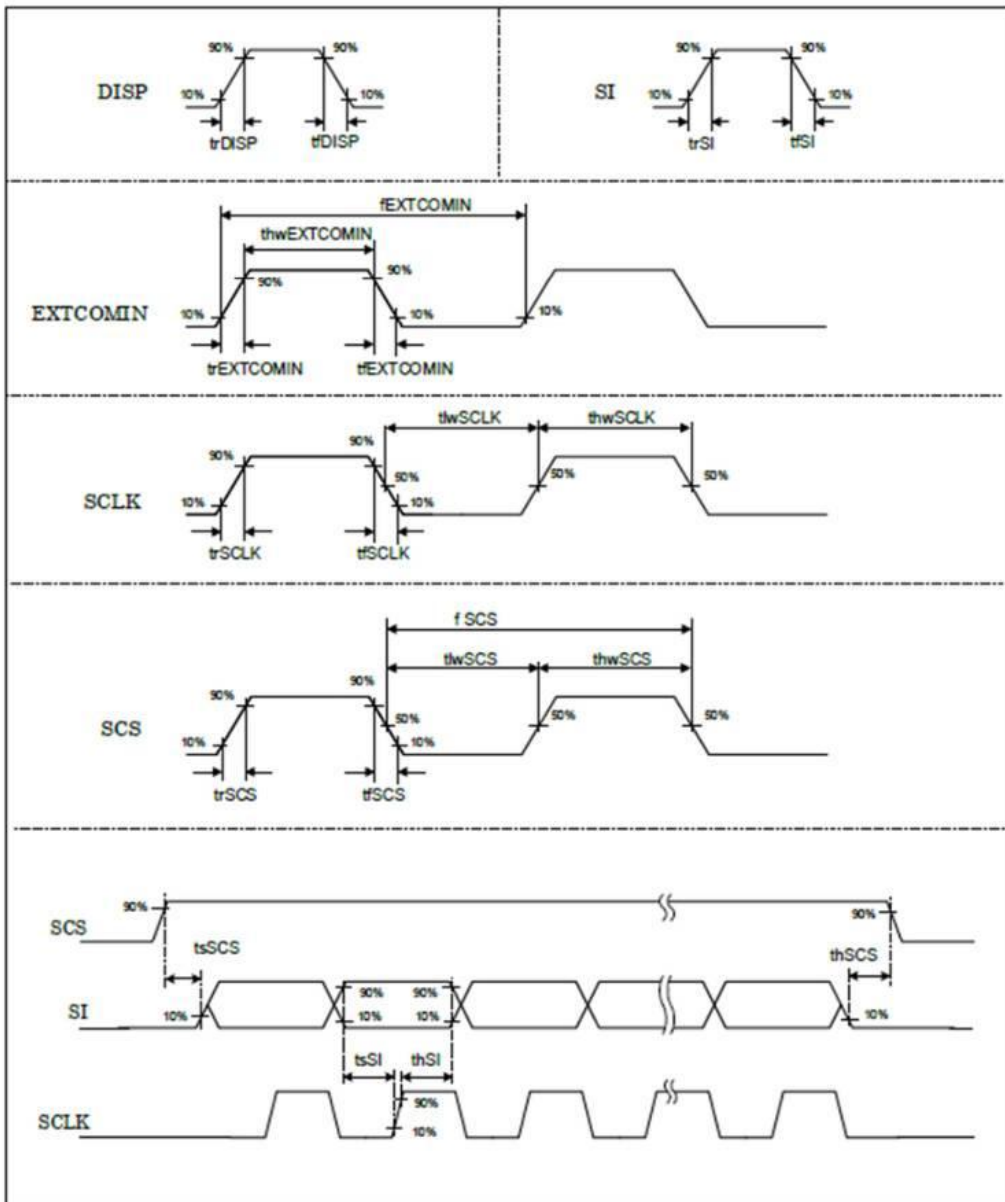 90% 90%
DISP
10% 10%
trDISP tfDISP
90% 90%
SI
10% 10%
trSI tfSI
fEXTCOMIN
thwEXTCOMIN
90% 90%
EXTCOMIN
10% 10% 10%
trEXTCOMIN tfEXTCOMIN
tlwSCLK thwSCLK
90% 90%
50% 50% 50%
SCLK
10% 10%
trSCLK tfSCLK
f SCS
tlwSCS thwSCS
90% 90%
50% 50% 50%
SCS
10% 10%
trSCS tfSCS
90% 90%
SCS
tsSCS thSCS
90% 90%
SI
10% 10% 10% 10%
tsSI thSI
90%
SCLK
10%